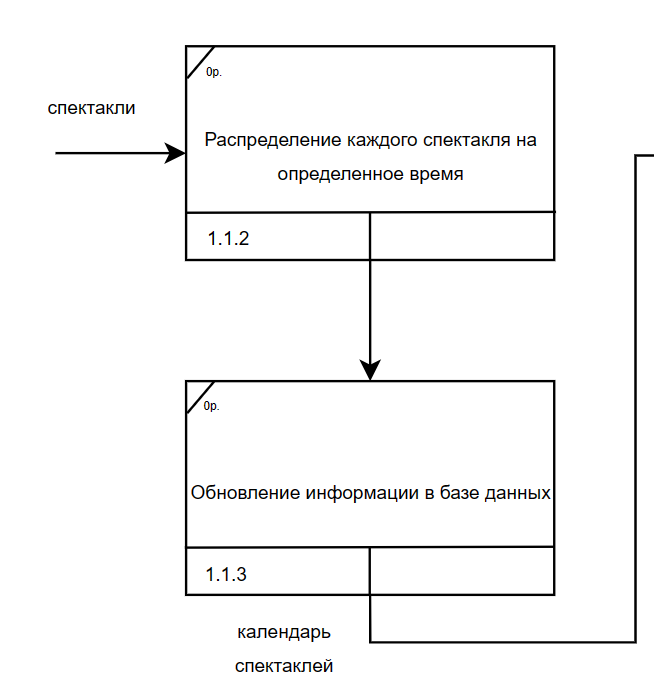 0р.
спектакли
Распределение каждого спектакля на
определенное время
1.1.2
0р.
Обновление информации в базе данных
1.1.3
календарь
спектаклей